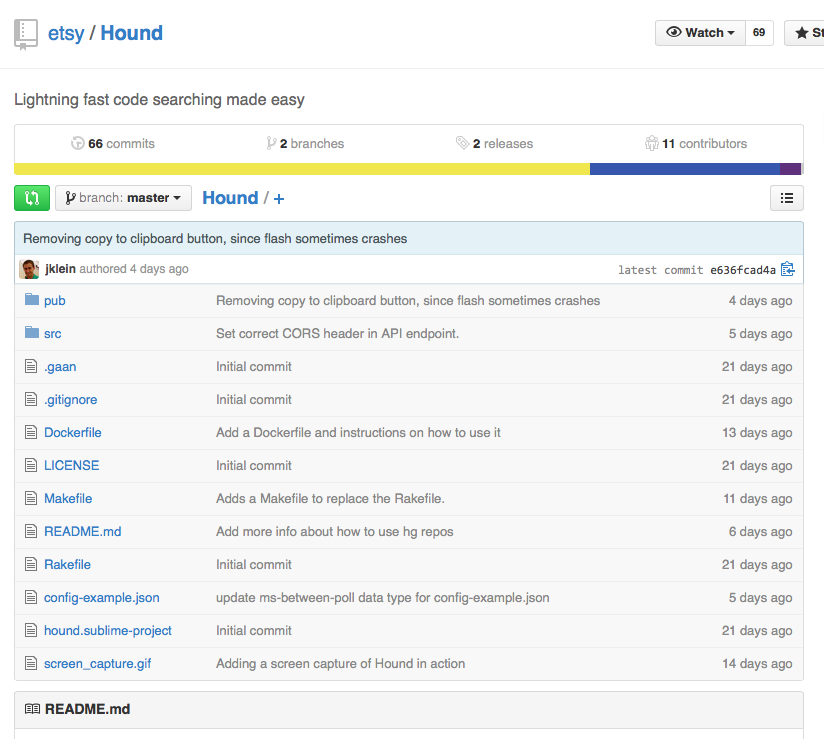 etsy / Hound
Watch 69
Lightning fast code searching made easy
66 commits 2 branches 2 releases 11 contributors
branch: master Hound / +
Removing copy to clipboard button, since flash sometimes crashes
jklein authored 4 days ago latest commit e636fcad4a
pub Removing copy to clipboard button, since flash sometimes crashes 4 days ago
src Set correct CORS header in API endpoint. 5 days ago
.gaan Initial commit 21 days ago
.gitignore Initial commit 21 days ago
Dockerfile Add a Dockerfile and instructions on how to use it 13 days ago
LICENSE Initial commit 21 days ago
Makefile Adds a Makefile to replace the Rakefile. 11 days ago
README.md Add more info about how to use hg repos 6 days ago
Rakefile Initial commit 21 days ago
config-example.json update ms-between-poll data type for config-example.json 5 days ago
hound.sublime-project Initial commit 21 days ago
screen_capture.gif Adding a screen capture of Hound in action 14 days ago
README.md